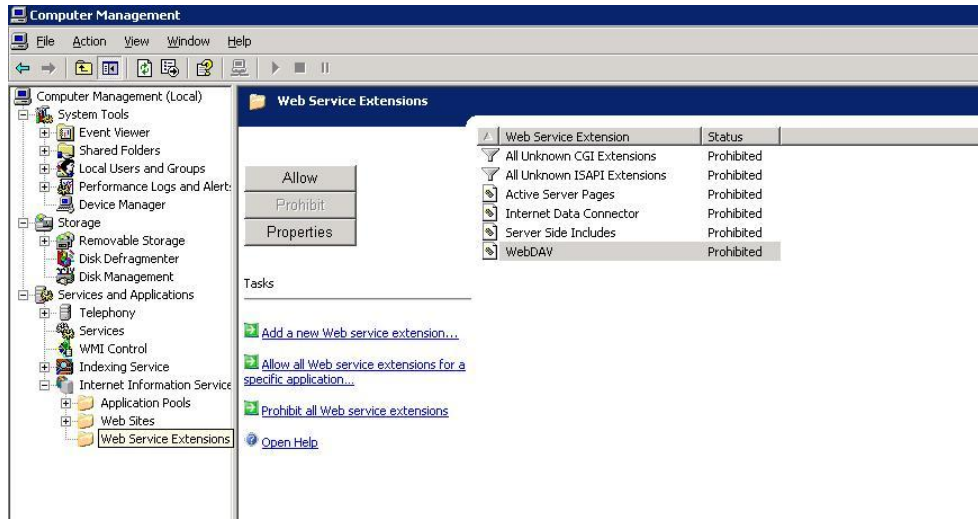 Computer Management
File Action View Window Help
Computer Management (Local)
System Tools
Event Viewer
Shared Folders
Local Users and Groups
Performance Logs and Alert:
Device Manager
Storage
Removable Storage
Disk Defragmenter
Disk Management
Services and Applications
Telephony
Services
WMI Control
Indexing Service
Internet Information Service
Application Pools
Web Sites
Web Service Extensions
Web Service Extensions
Allow
Prohibit
Properties
Tasks
Add a new Web service extension...
Allow all Web service extensions for a
specific application...
Prohibit all Web service extensions
Open Help
Web Service Extension Status
All Unknown CGI Extensions Prohibited
All Unknown ISAPI Extensions Prohibited
Active Server Pages Prohibited
Internet Data Connector Prohibited
Server Side Includes Prohibited
WebDAV Prohibited